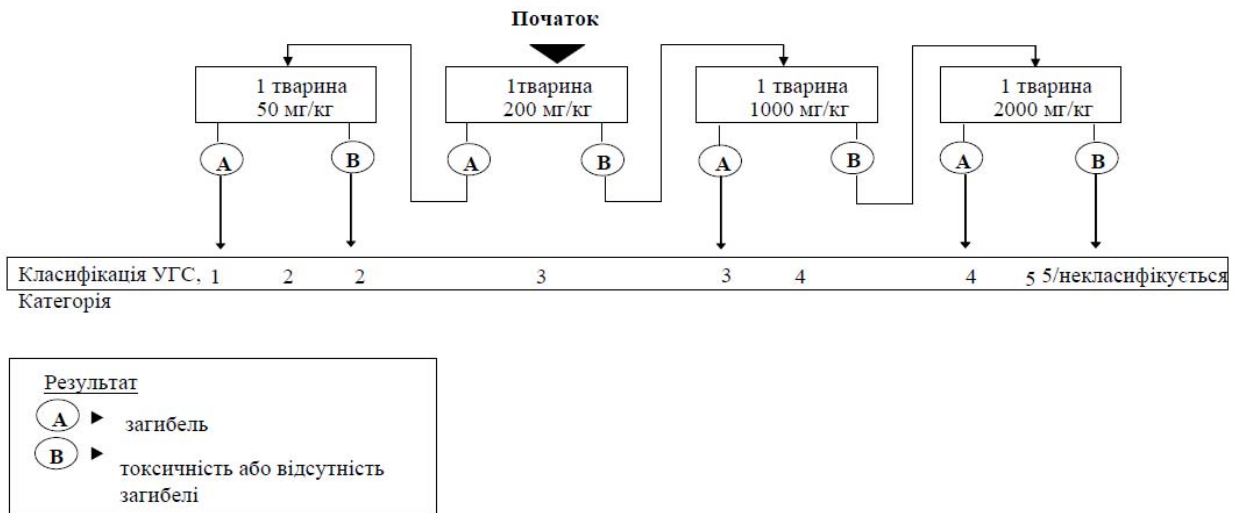 Початок
1 тварина
50 мг/кг
1тварина
200 мг/кг
1 тварина
1000 мг/кг
1 тварина
2000 мг/кг
A B A B A B A B
Класифікація УГС, 1 2 2 3 3 4 4 5 5/некласифікується
Категорія
Результат
A загибель
B токсичність або відсутність
загибелі